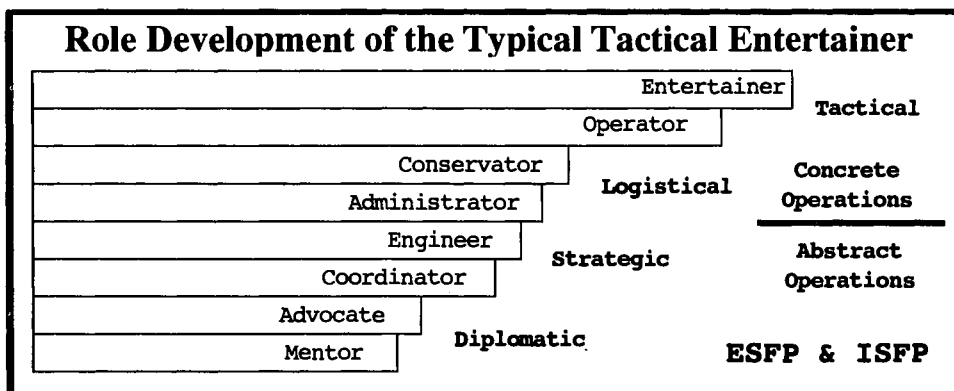 Role Development of the Typical Tactical Entertainer
Entertainer
Tactical
Operator
Conservator
Logistical
Concrete
Operations
Administrator
Engineer
Strategic
Abstract
Operations
Coordinator
Advocate
Diplomatic
Mentor
ESFP & ISFP